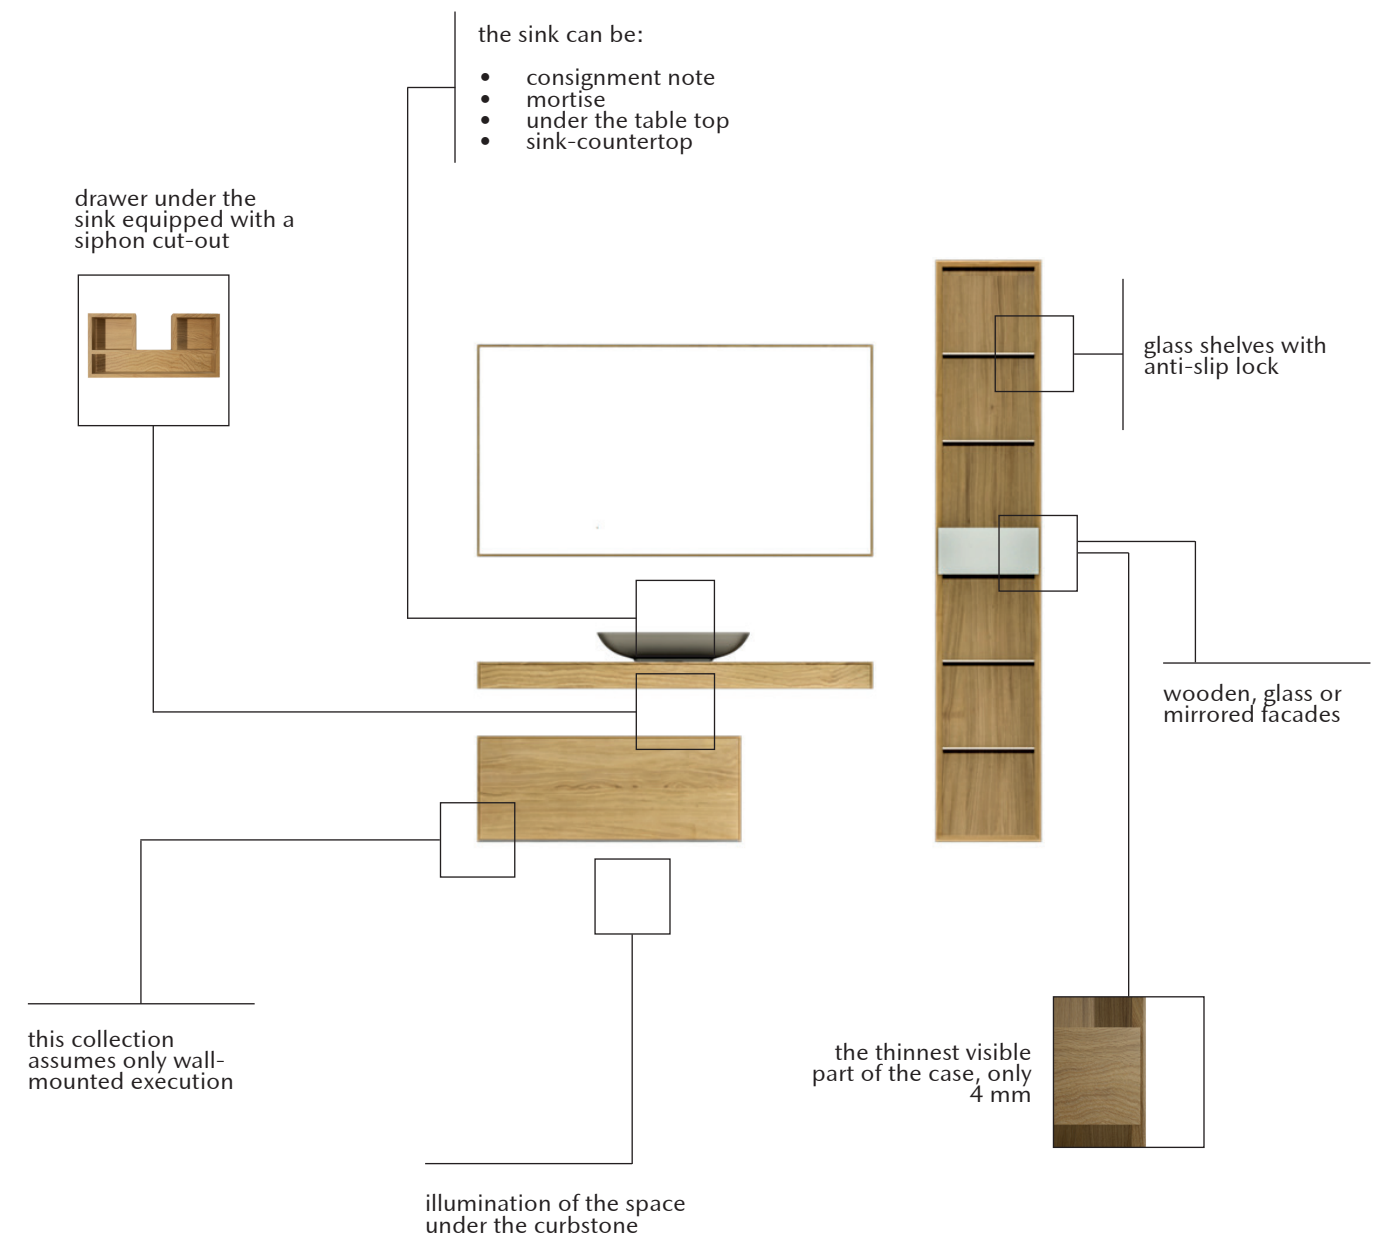 the sink can be:
• consignment note
• mortise
• under the table top
• sink-countertop
drawer under the
sink equipped with a
siphon cut-out
glass shelves with
anti-slip lock
wooden, glass or
mirrored facades
this collection
assumes only wall-
mounted execution
the thinnest visible
part of the case, only
4 mm
illumination of the space
under the curbstone